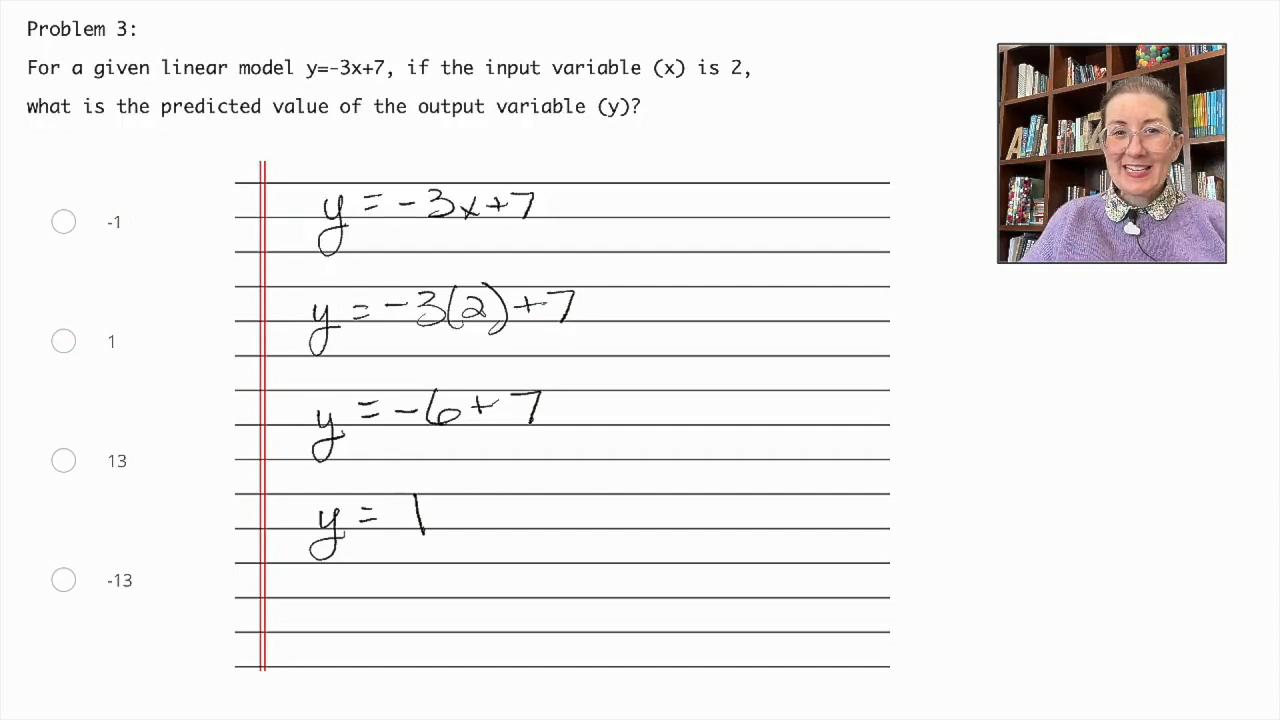 Problem 3:
For a given linear model y=-3x+7, if the input variable (x) is 2,
what is the predicted value of the output variable (y)?
y = -3x+7
-1
y = -3(2)+7
1
y = -6+7
13
y = 1
-13
A
Z